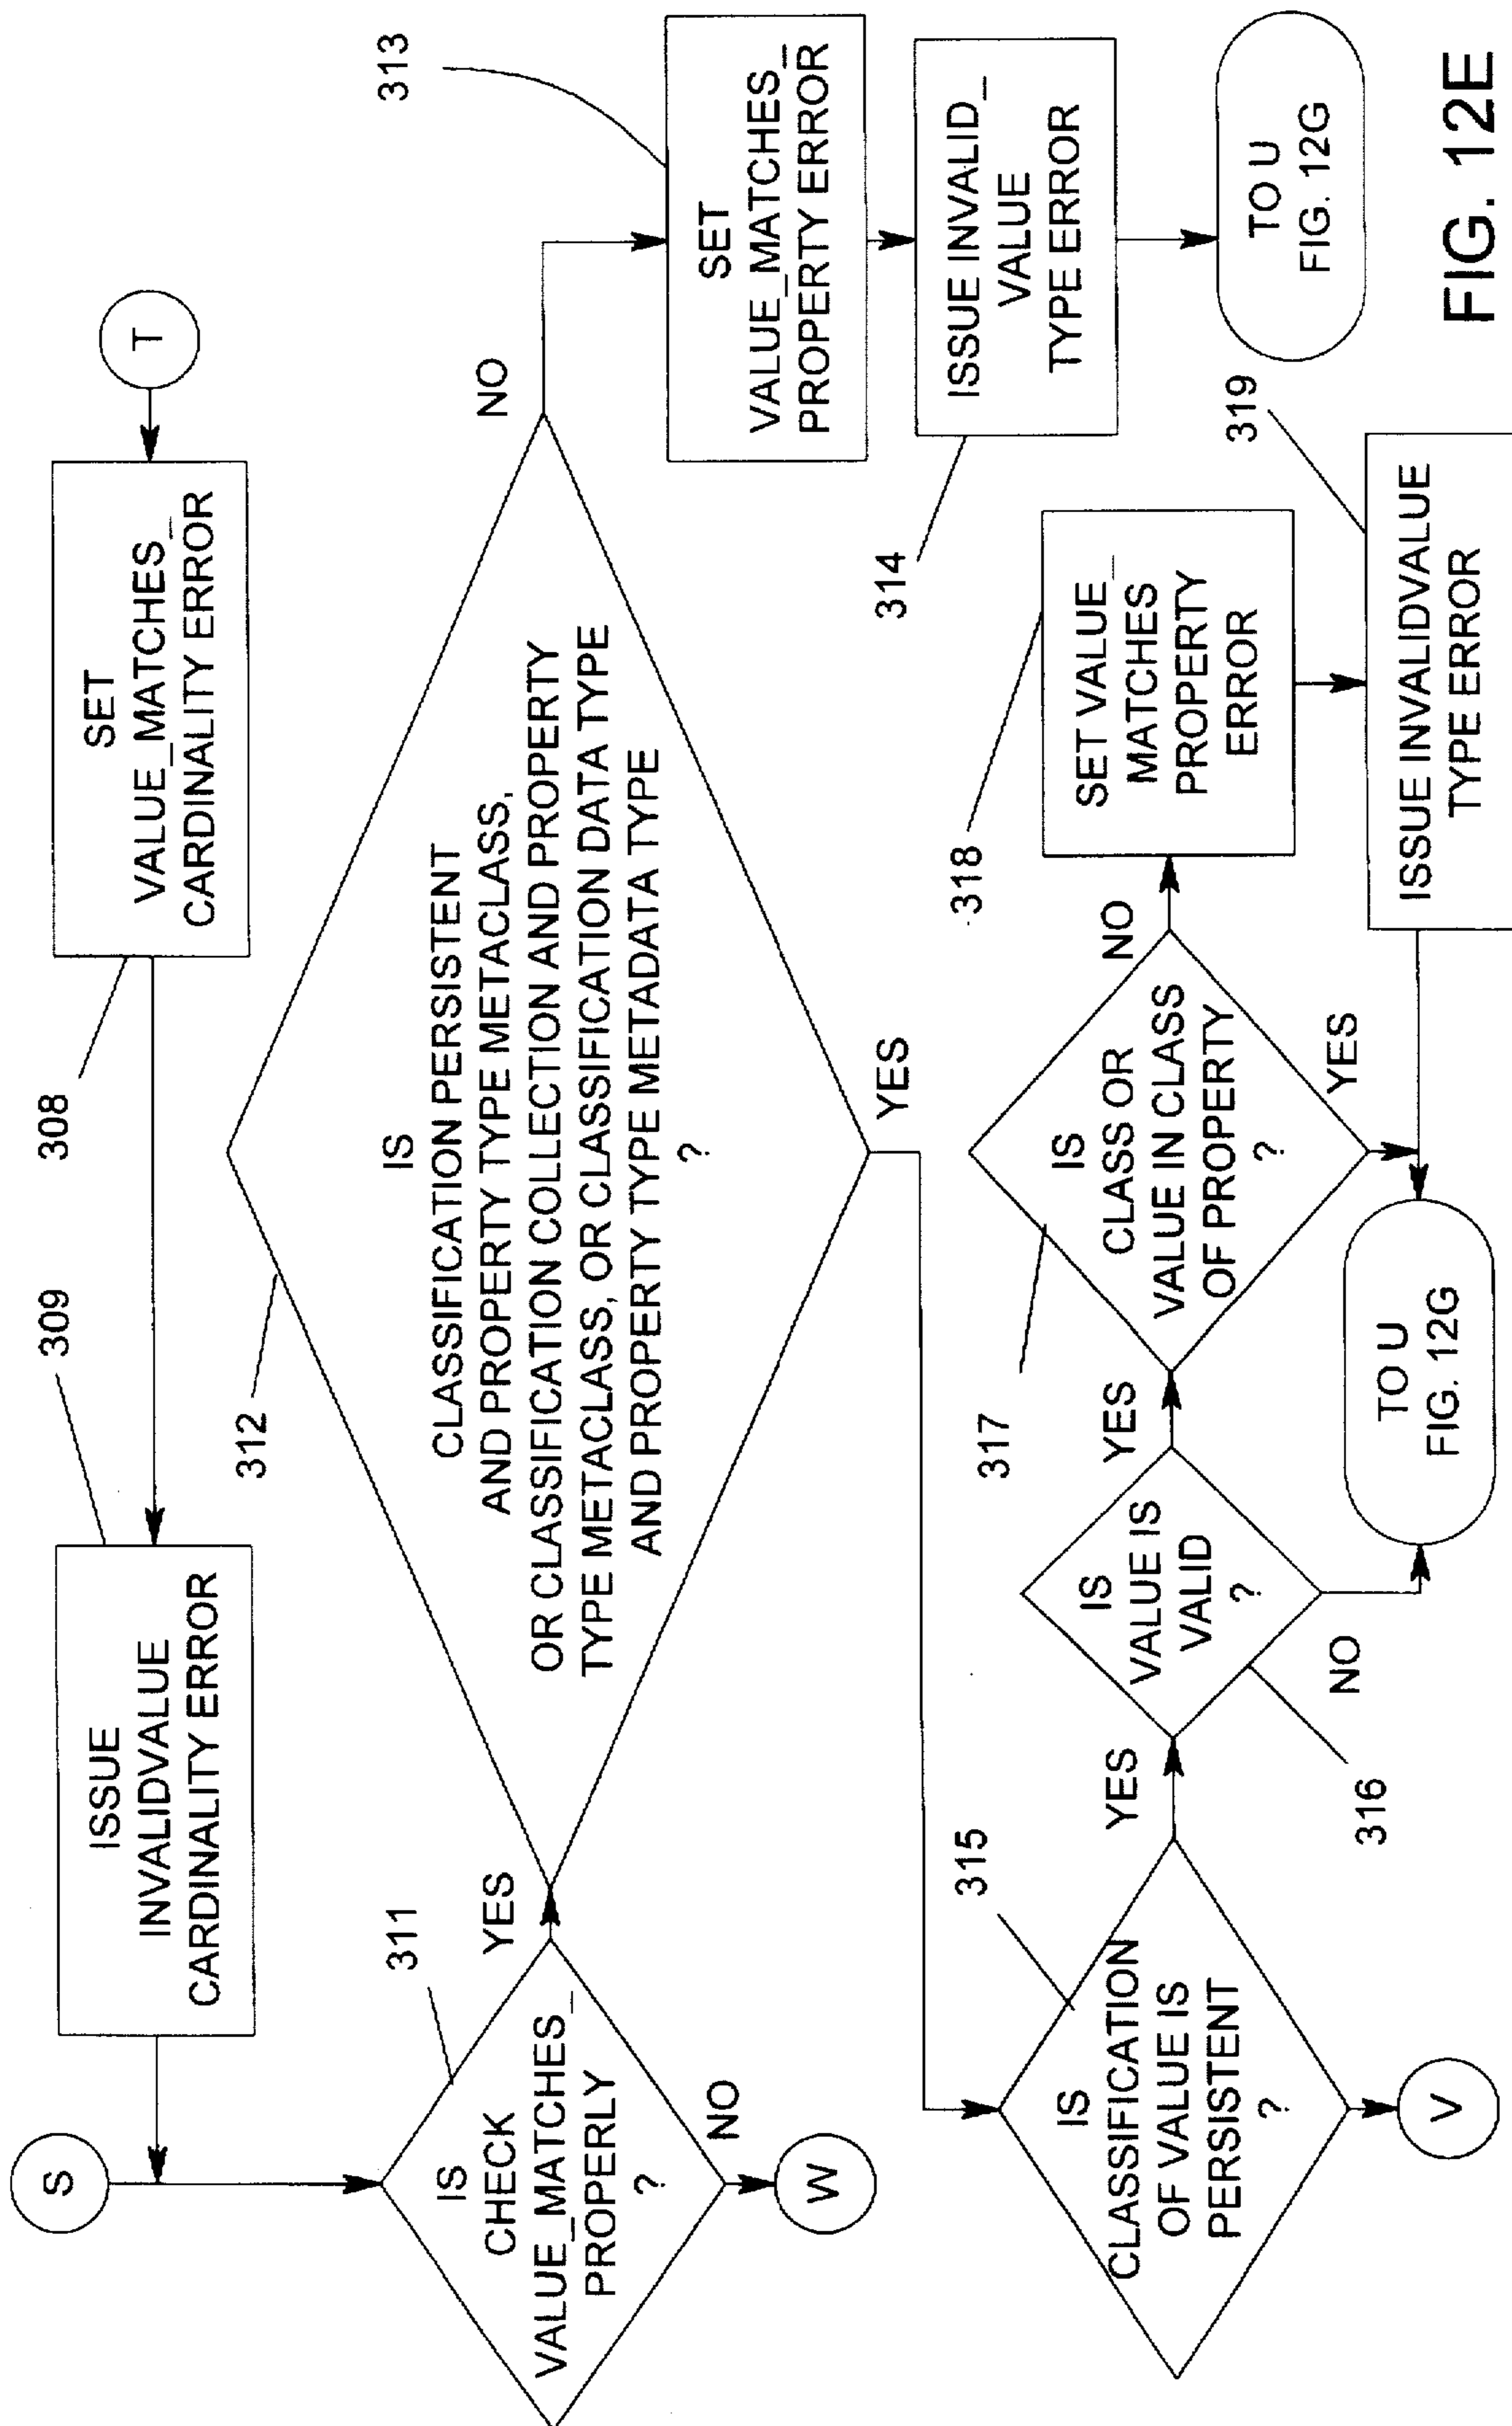 S
309
ISSUE
INVALIDVALUE
CARDINALITY ERROR
308
SET
VALUE_MATCHES_
CARDINALITY ERROR
T
311
IS
CHECK
VALUE_MATCHES_
PROPERLY
?
YES
NO
W
312
IS
CLASSIFICATION PERSISTENT
AND PROPERTY TYPE METACLASS,
OR CLASSIFICATION COLLECTION AND PROPERTY
TYPE METACLASS, OR CLASSIFICATION DATA TYPE
AND PROPERTY TYPE METADATA TYPE
?
NO
YES
313
SET
VALUE_MATCHES_
PROPERTY ERROR
314
ISSUE INVALID_
VALUE
TYPE ERROR
TO U
FIG. 12G
315
IS
CLASSIFICATION
OF VALUE IS
PERSISTENT
?
YES
V
316
IS
VALUE IS
VALID
?
YES
NO
317
IS
CLASS OR
VALUE IN CLASS
OF PROPERTY
?
NO
YES
318
SET VALUE_
MATCHES
PROPERTY
ERROR
319
ISSUE INVALIDVALUE
TYPE ERROR
TO U
FIG. 12G
FIG. 12E